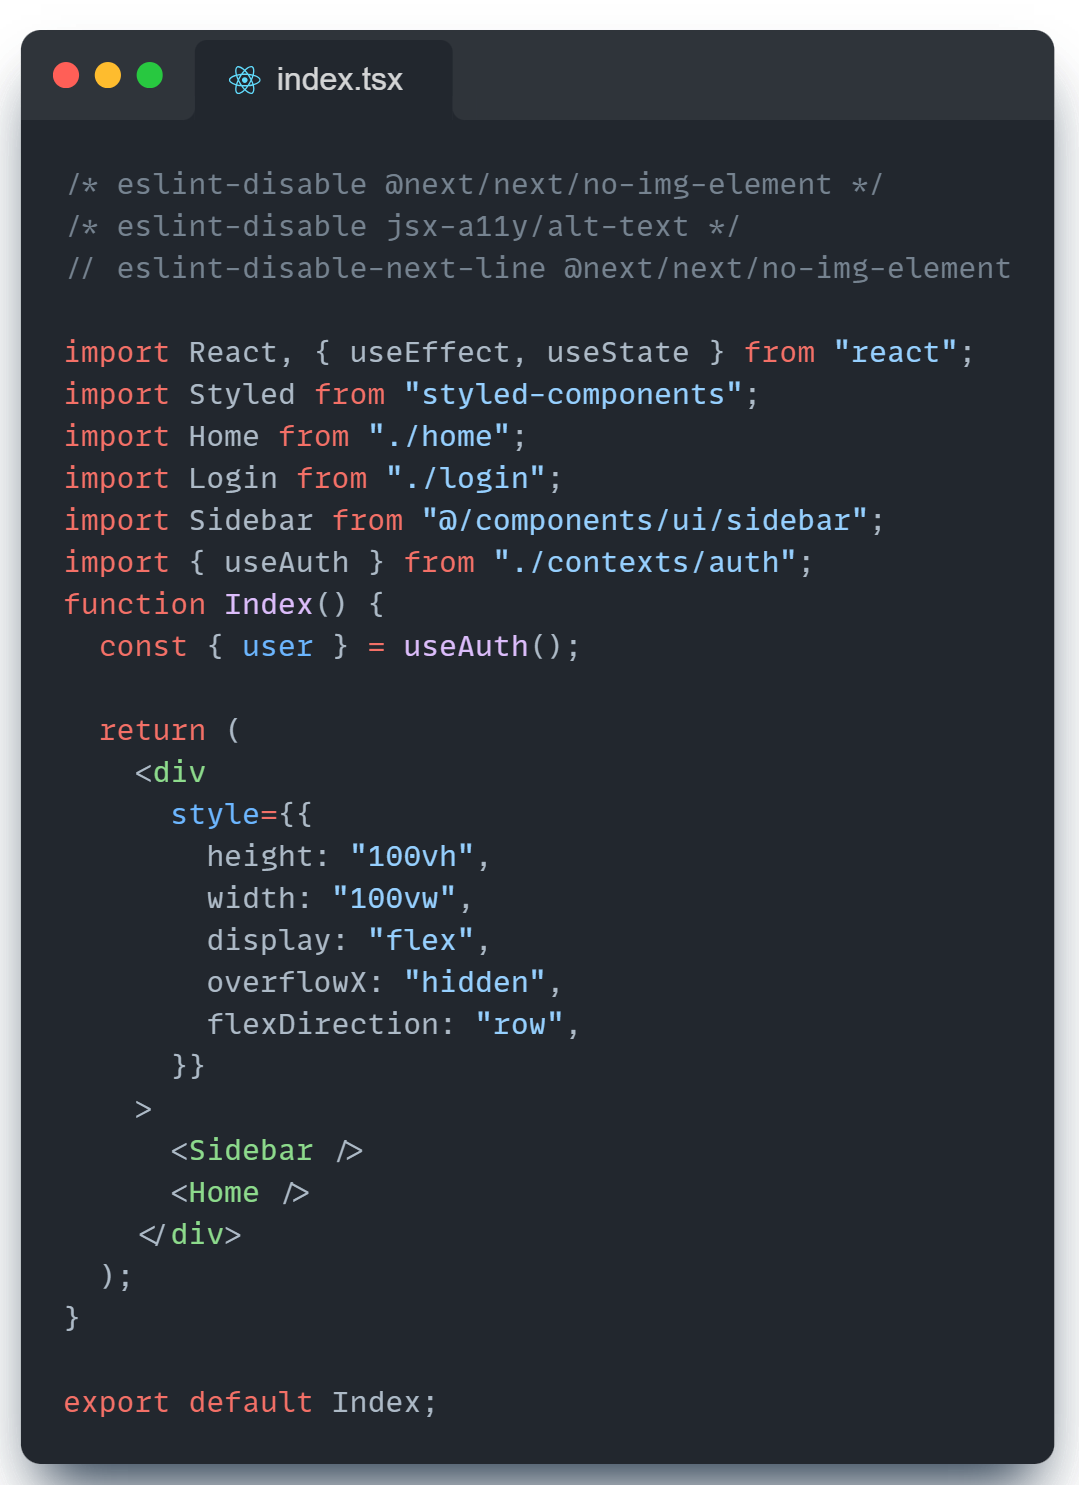 index.tsx
/* eslint-disable @next/next/no-img-element */
/* eslint-disable jsx-a11y/alt-text */
// eslint-disable-next-line @next/next/no-img-element

import React, { useEffect, useState } from "react";
import Styled from "styled-components";
import Home from "./home";
import Login from "./login";
import Sidebar from "@/components/ui/sidebar";
import { useAuth } from "./contexts/auth";
function Index() {
  const { user } = useAuth();

  return (
    <div
      style={{
        height: "100vh",
        width: "100vw",
        display: "flex",
        overflowX: "hidden",
        flexDirection: "row",
      }}
    >
      <Sidebar />
      <Home />
    </div>
  );
}

export default Index;